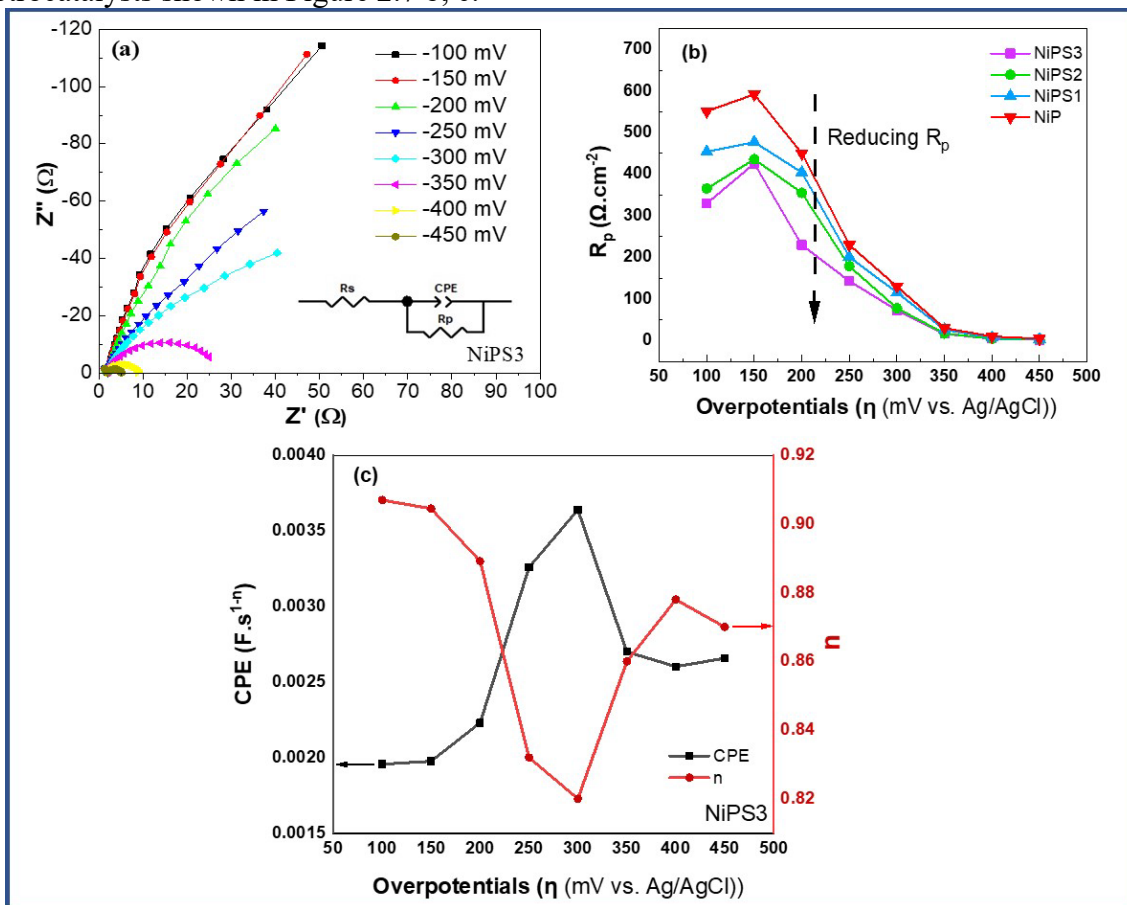 (a)
-120
-100
-80
-60
-40
-20
0
Z'' (Ω)
0 10 20 30 40 50 60 70 80 90 100
Z' (Ω)
-100 mV
-150 mV
-200 mV
-250 mV
-300 mV
-350 mV
-400 mV
-450 mV
Rs
CPE
Rp
NiPS3
(b)
700
600
500
400
300
200
100
0
Rp (Ω.cm-2)
NiPS3
NiPS2
NiPS1
NiP
Reducing Rp
50 100 150 200 250 300 350 400 450 500
Overpotentials (η (mV vs. Ag/AgCl))
(c)
0.0040
0.0035
0.0030
0.0025
0.0020
0.0015
CPE (F.s1-n)
0.92
0.90
0.88
0.86
0.84
0.82
n
CPE
n
NiPS3
50 100 150 200 250 300 350 400 450 500
Overpotentials (η (mV vs. Ag/AgCl))